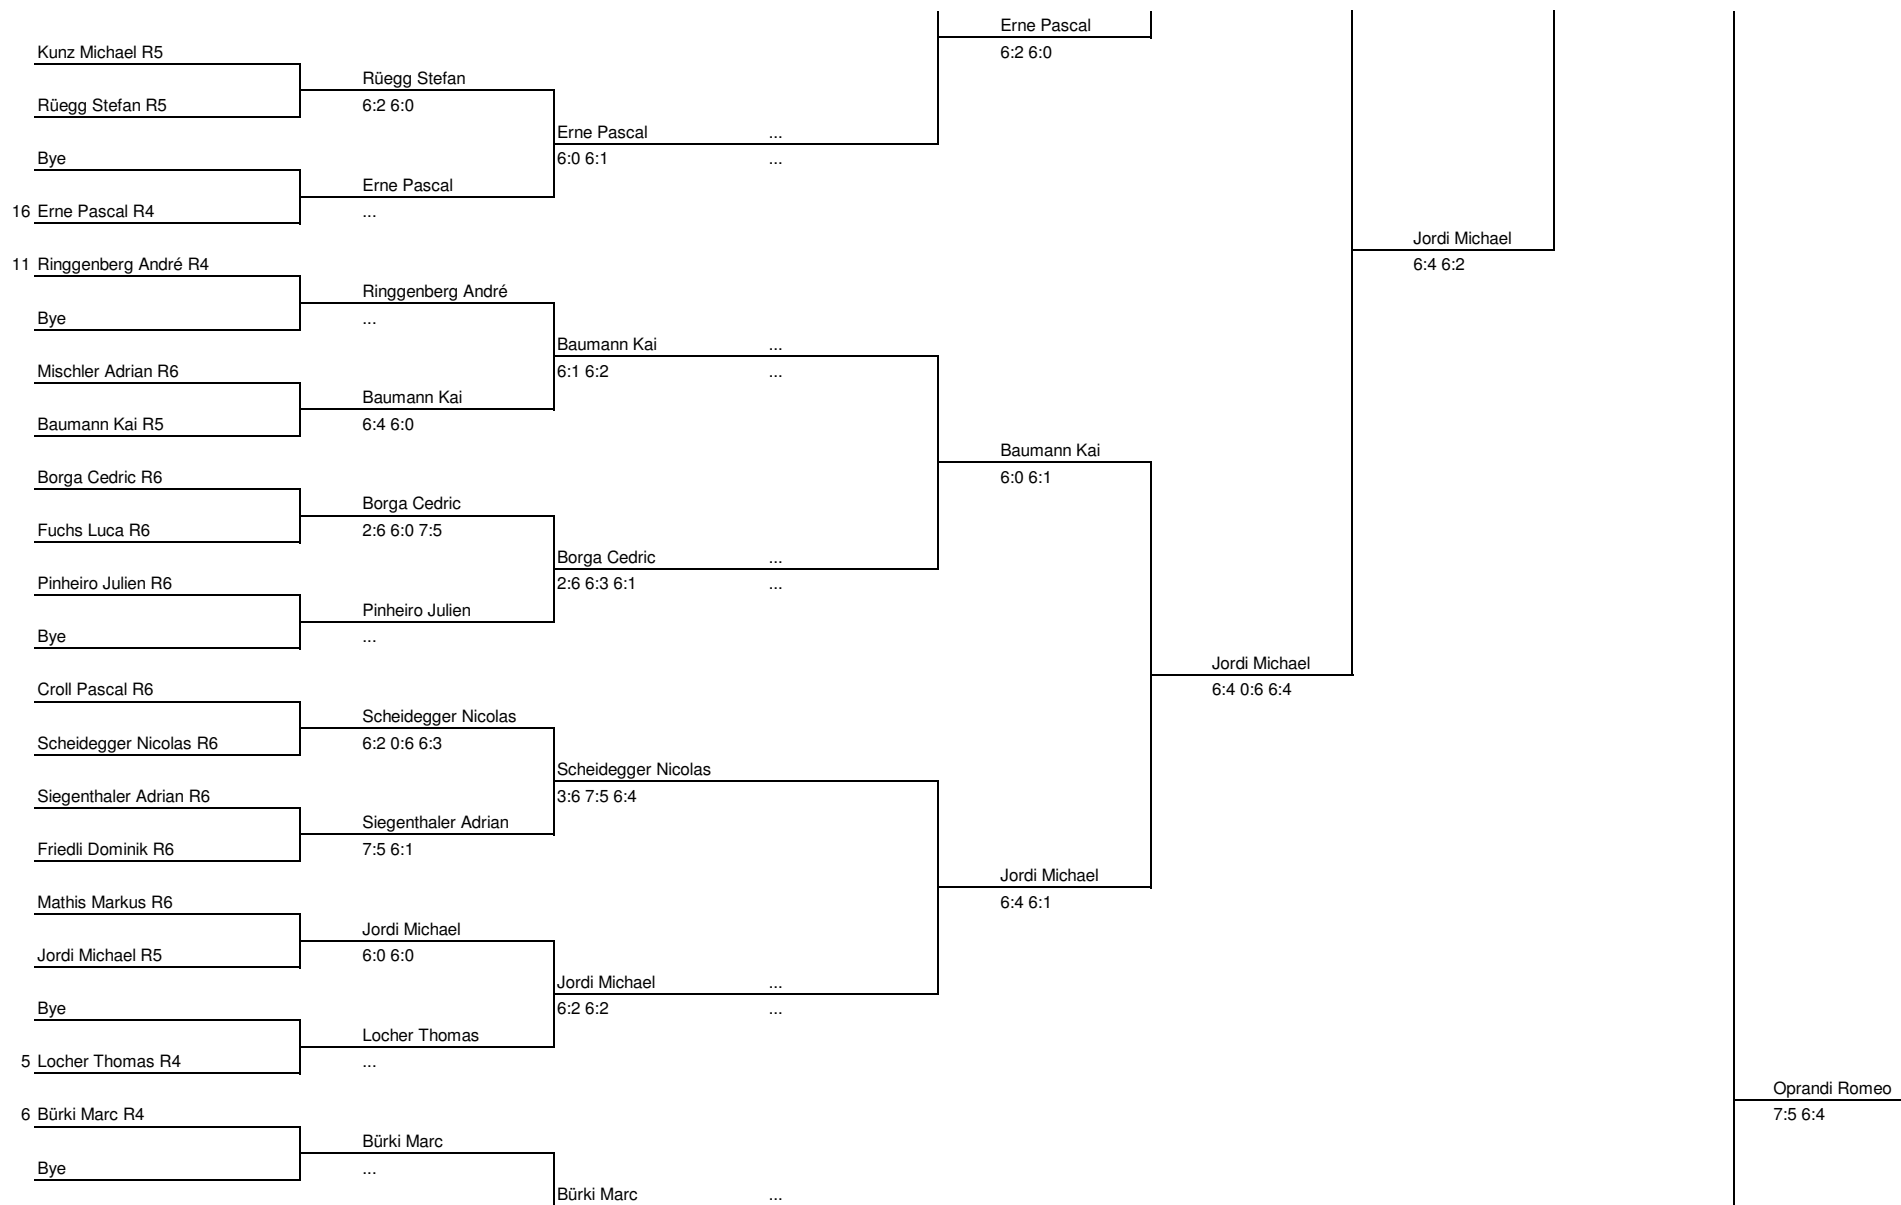 Erne Pascal
Kunz Michael R5
6:2 6:0
Rüegg Stefan
Rüegg Stefan R5
6:2 6:0
Erne Pascal ...
Bye
6:0 6:1 ...
Erne Pascal
16 Erne Pascal R4
...
Jordi Michael
11 Ringgenberg André R4
6:4 6:2
Ringgenberg André
Bye
...
Baumann Kai ...
Mischler Adrian R6
6:1 6:2 ...
Baumann Kai
Baumann Kai R5
6:4 6:0
Baumann Kai
Borga Cedric R6
6:0 6:1
Borga Cedric
Fuchs Luca R6
2:6 6:0 7:5
Borga Cedric ...
Pinheiro Julien R6
2:6 6:3 6:1 ...
Pinheiro Julien
Bye
...
Jordi Michael
Croll Pascal R6
6:4 0:6 6:4
Scheidegger Nicolas
Scheidegger Nicolas R6
6:2 0:6 6:3
Scheidegger Nicolas
Siegenthaler Adrian R6
3:6 7:5 6:4
Siegenthaler Adrian
Friedli Dominik R6
7:5 6:1
Jordi Michael
Mathis Markus R6
6:4 6:1
Jordi Michael
Jordi Michael R5
6:0 6:0
Jordi Michael ...
Bye
6:2 6:2 ...
Locher Thomas
5 Locher Thomas R4
...
Oprandi Romeo
6 Bürki Marc R4
7:5 6:4
Bürki Marc
Bye
...
Bürki Marc ...